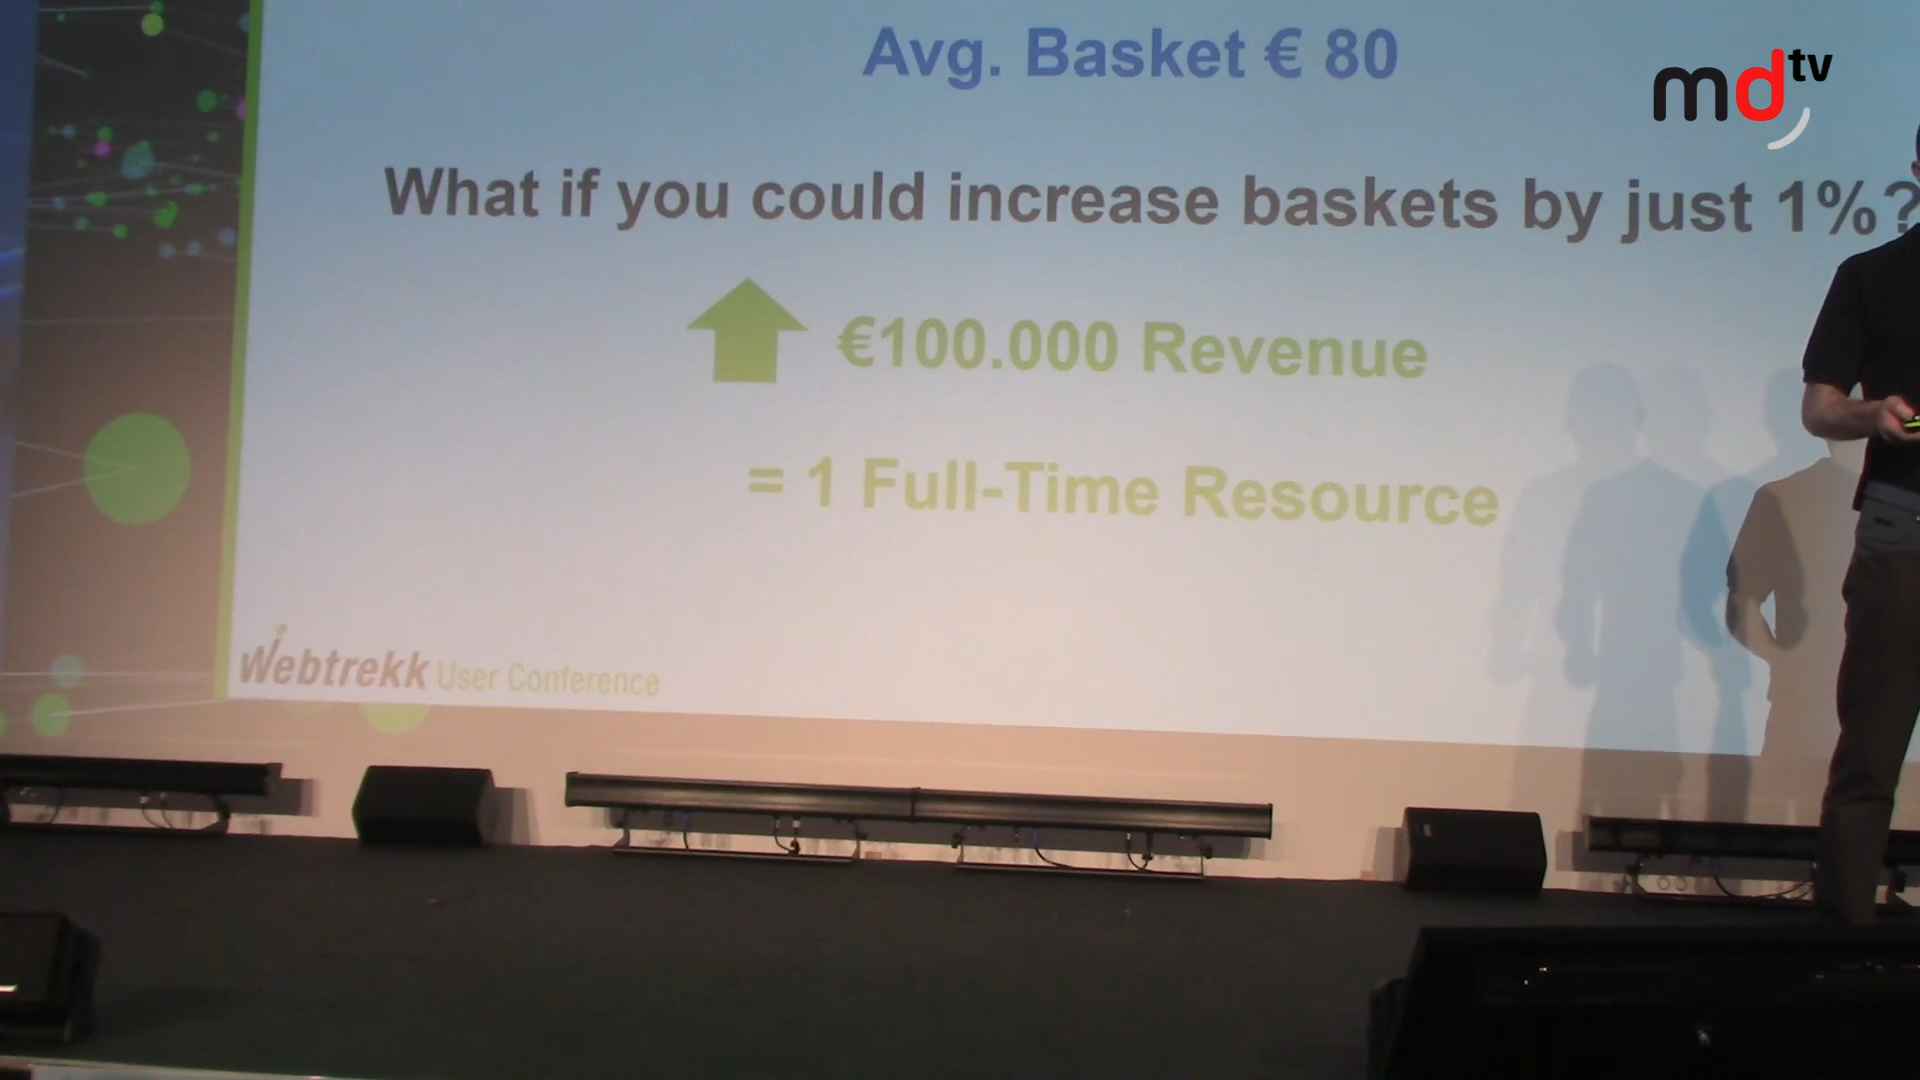 Avg. Basket € 80
mdtv
What if you could increase baskets by just 1%?
€100.000 Revenue
= 1 Full-Time Resource
Webtrekk User Conference